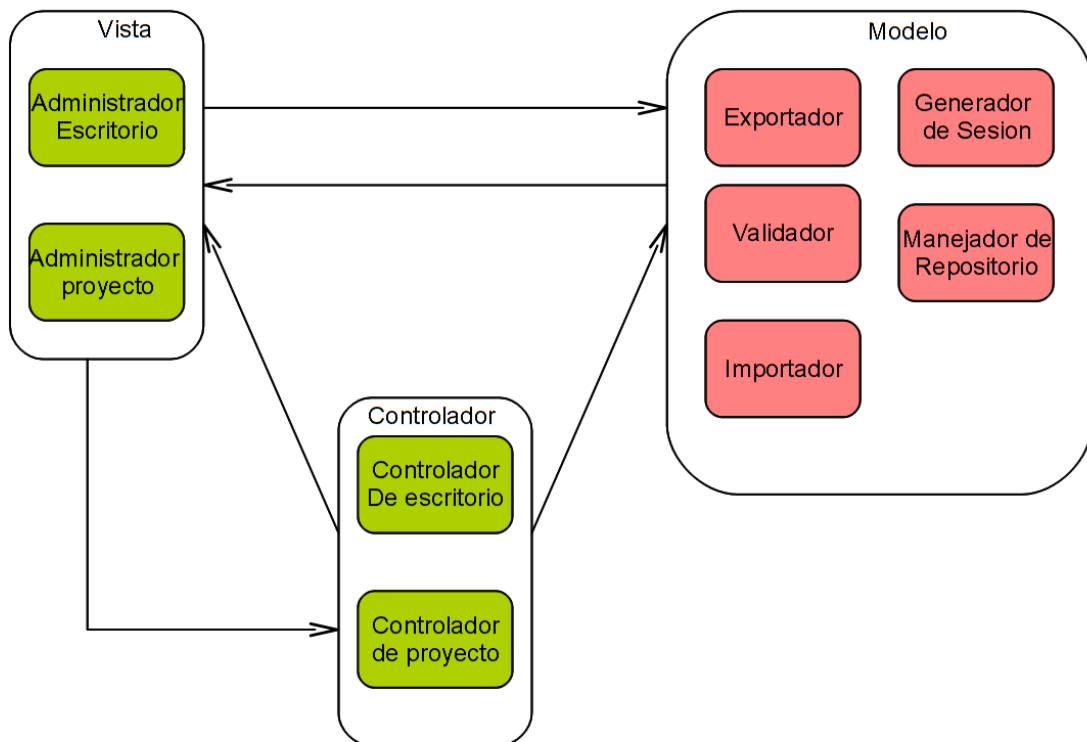 Vista
Administrador
Escritorio
Administrador
proyecto
Modelo
Exportador
Generador
de Sesion
Validador
Manejador de
Repositorio
Importador
Controlador
Controlador
De escritorio
Controlador
de proyecto